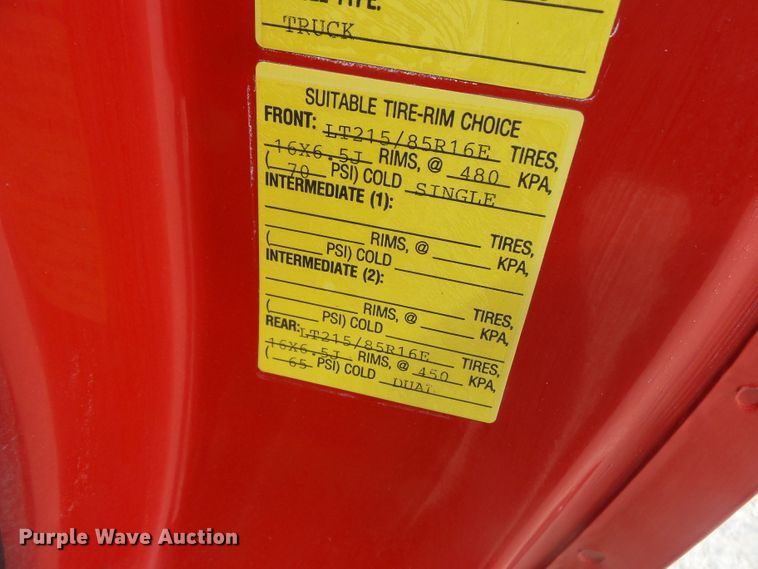 TYPE:
TRUCK
SUITABLE TIRE-RIM CHOICE
FRONT: LT215/85R16E TIRES,
16X6.5J RIMS, @ 480 KPA,
( 70 PSI) COLD SINGLE
INTERMEDIATE (1):
TIRES,
RIMS, @ KPA,
( PSI) COLD
INTERMEDIATE (2):
TIRES,
RIMS, @ KPA,
( PSI) COLD
REAR: LT215/85R16E TIRES,
16X6.5J RIMS, @ 450 KPA,
( 65 PSI) COLD DUAL
Purple Wave Auction